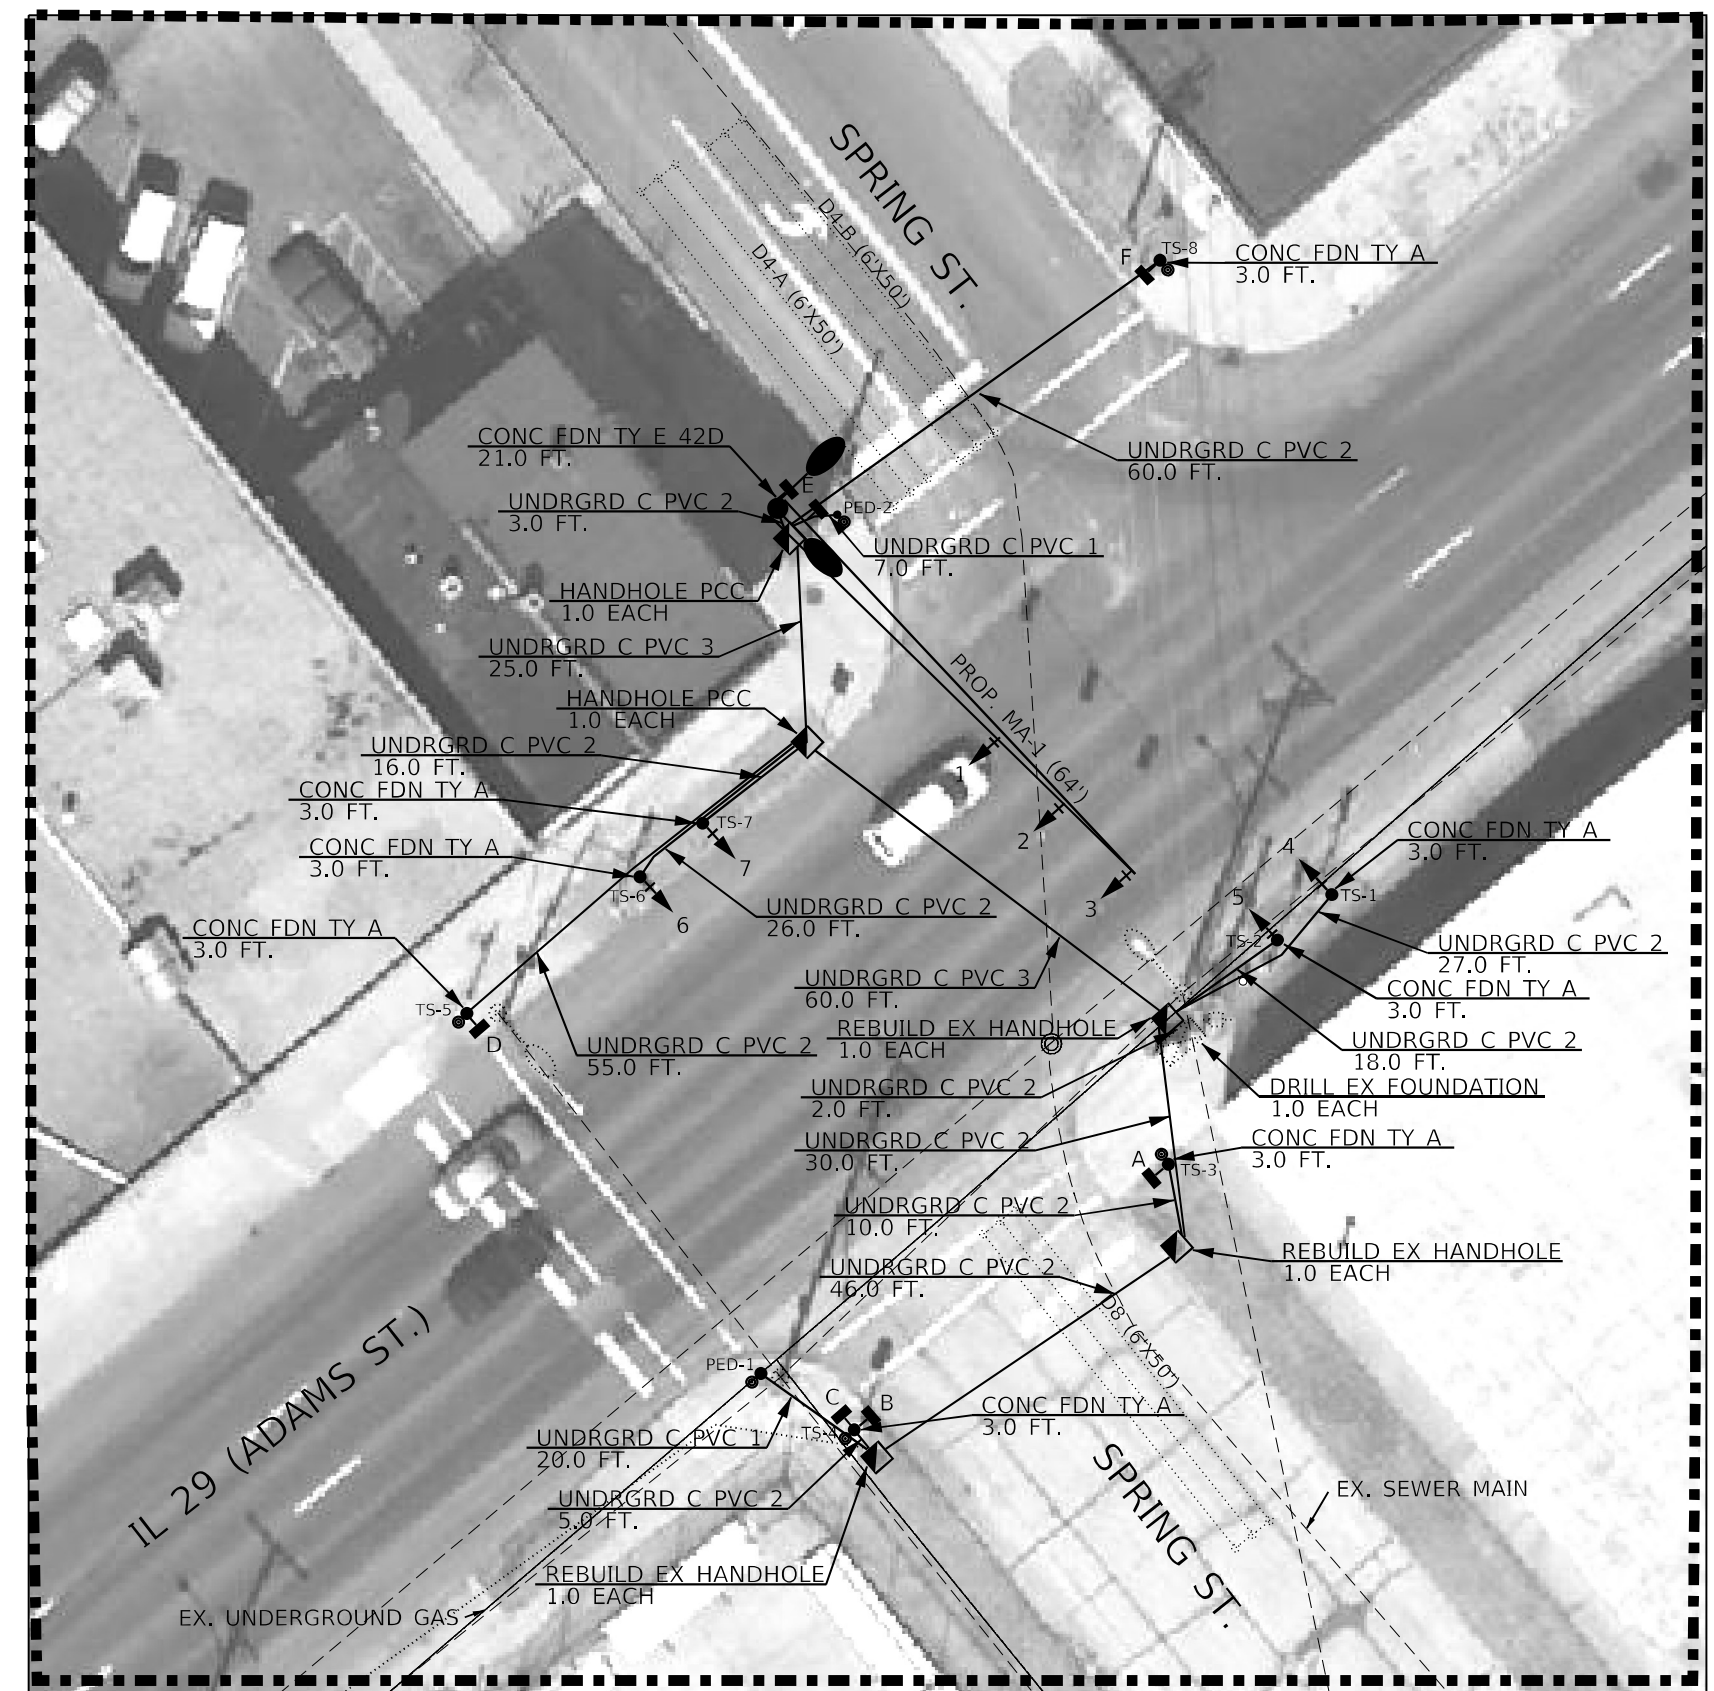 SPRING ST.
D4-B (6'X50')
D4-A (6'X50')
F
TS-8
CONC FDN TY A
3.0 FT.
CONC FDN TY E 42D
21.0 FT.
UNDRGRD C PVC 2
60.0 FT.
E
UNDRGRD C PVC 2
3.0 FT.
PED-2
UNDRGRD C PVC 1
7.0 FT.
HANDHOLE PCC
1.0 EACH
UNDRGRD C PVC 3
25.0 FT.
HANDHOLE PCC
1.0 EACH
PROP. MA-1 (64')
UNDRGRD C PVC 2
16.0 FT.
1
CONC FDN TY A
3.0 FT.
TS-7
2
CONC FDN TY A
3.0 FT.
7
4
CONC FDN TY A
3.0 FT.
TS-6
TS-1
5
3
6
UNDRGRD C PVC 2
26.0 FT.
CONC FDN TY A
3.0 FT.
TS-2
UNDRGRD C PVC 2
27.0 FT.
UNDRGRD C PVC 3
60.0 FT.
CONC FDN TY A
3.0 FT.
TS-5
D
REBUILD EX HANDHOLE
1.0 EACH
UNDRGRD C PVC 2
55.0 FT.
UNDRGRD C PVC 2
18.0 FT.
UNDRGRD C PVC 2
2.0 FT.
DRILL EX FOUNDATION
1.0 EACH
UNDRGRD C PVC 2
30.0 FT.
CONC FDN TY A
3.0 FT.
A
TS-3
UNDRGRD C PVC 2
10.0 FT.
REBUILD EX HANDHOLE
1.0 EACH
UNDRGRD C PVC 2
46.0 FT.
D8 (6'X50')
IL 29 (ADAMS ST.)
PED-1
C
B
CONC FDN TY A
3.0 FT.
TS-4
UNDRGRD C PVC 1
20.0 FT.
SPRING ST.
EX. SEWER MAIN
UNDRGRD C PVC 2
5.0 FT.
REBUILD EX HANDHOLE
1.0 EACH
EX. UNDERGROUND GAS